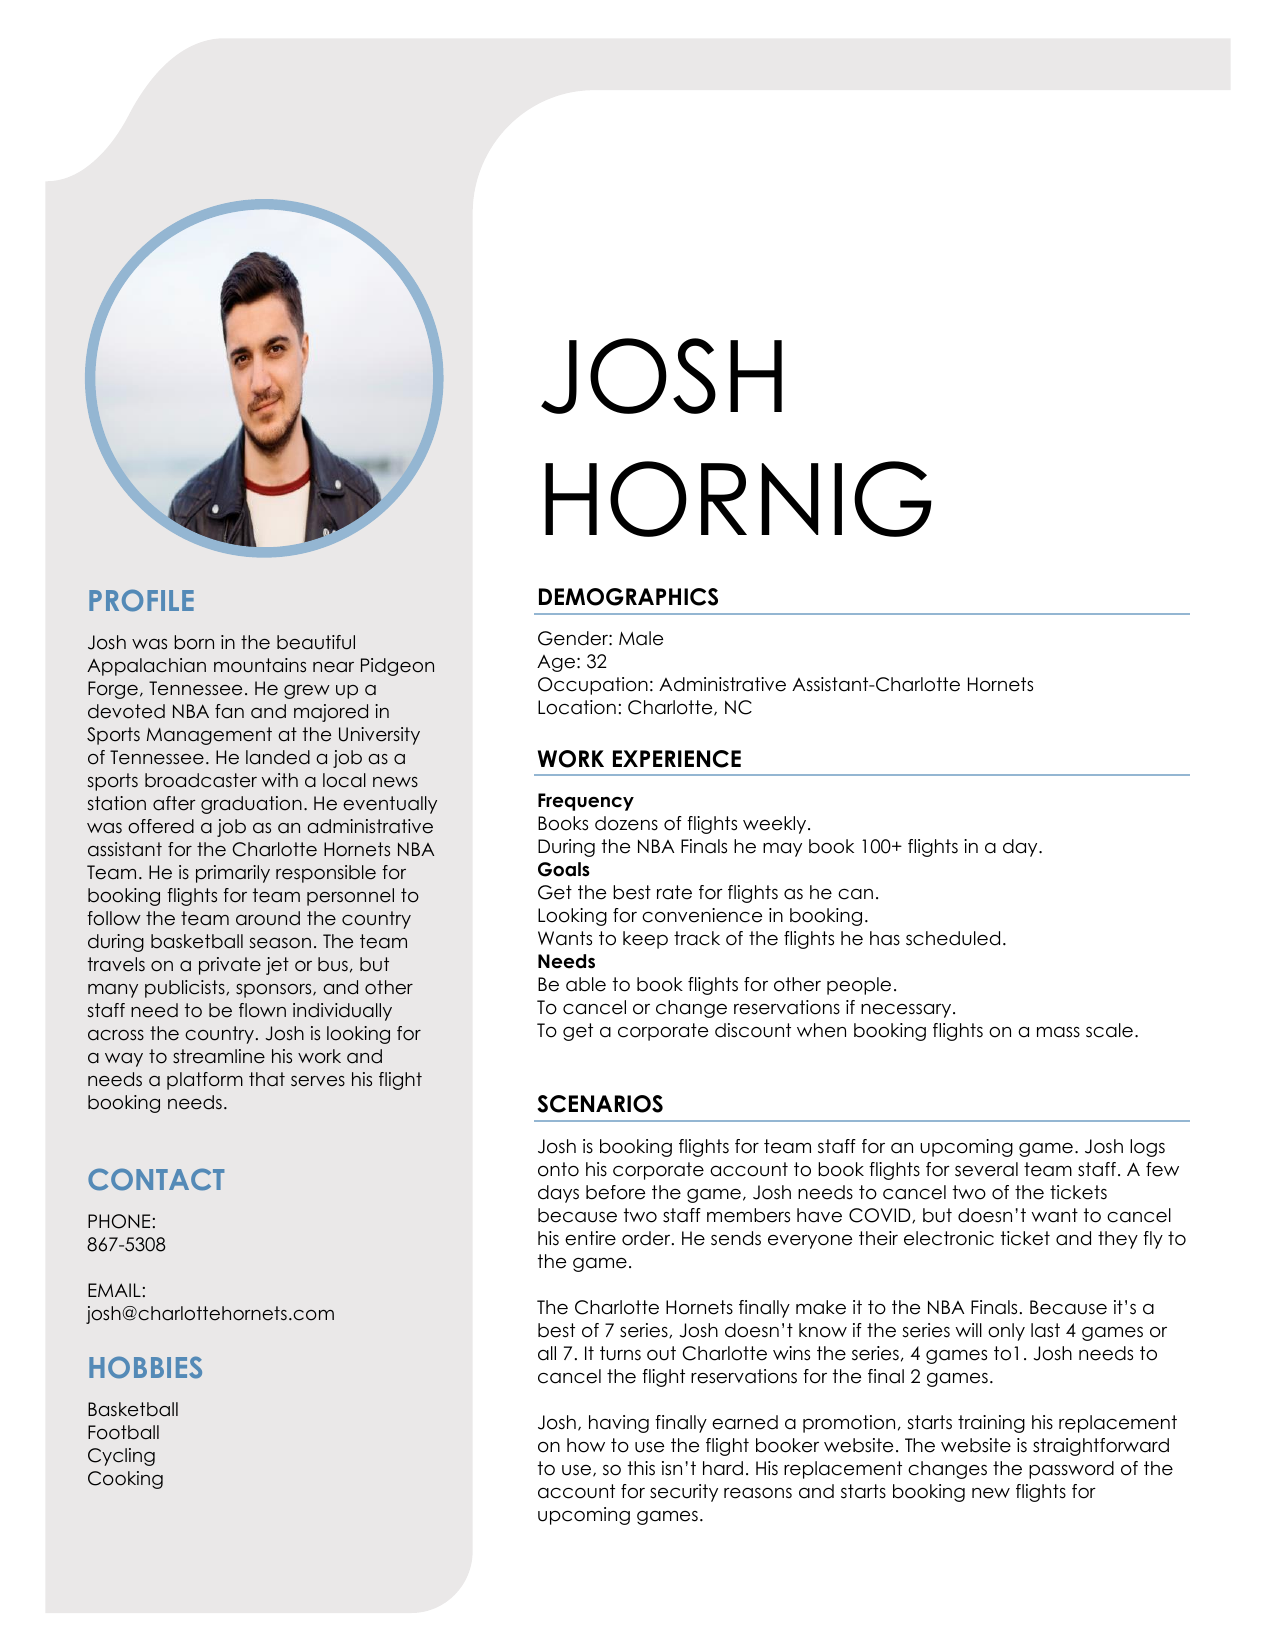 JOSH
HORNIG
PROFILE
Josh was born in the beautiful
Appalachian mountains near Pidgeon
Forge, Tennessee. He grew up a
devoted NBA fan and majored in
Sports Management at the University
of Tennessee. He landed a job as a
sports broadcaster with a local news
station after graduation. He eventually
was offered a job as an administrative
assistant for the Charlotte Hornets NBA
Team. He is primarily responsible for
booking flights for team personnel to
follow the team around the country
during basketball season. The team
travels on a private jet or bus, but
many publicists, sponsors, and other
staff need to be flown individually
across the country. Josh is looking for
a way to streamline his work and
needs a platform that serves his flight
booking needs.
CONTACT
PHONE:
867-5308
EMAIL:
josh@charlottehornets.com
HOBBIES
Basketball
Football
Cycling
Cooking
DEMOGRAPHICS
Gender: Male
Age: 32
Occupation: Administrative Assistant-Charlotte Hornets
Location: Charlotte, NC
WORK EXPERIENCE
Frequency
Books dozens of flights weekly.
During the NBA Finals he may book 100+ flights in a day.
Goals
Get the best rate for flights as he can.
Looking for convenience in booking.
Wants to keep track of the flights he has scheduled.
Needs
Be able to book flights for other people.
To cancel or change reservations if necessary.
To get a corporate discount when booking flights on a mass scale.
SCENARIOS
Josh is booking flights for team staff for an upcoming game. Josh logs
onto his corporate account to book flights for several team staff. A few
days before the game, Josh needs to cancel two of the tickets
because two staff members have COVID, but doesn’t want to cancel
his entire order. He sends everyone their electronic ticket and they fly to
the game.
The Charlotte Hornets finally make it to the NBA Finals. Because it’s a
best of 7 series, Josh doesn’t know if the series will only last 4 games or
all 7. It turns out Charlotte wins the series, 4 games to1. Josh needs to
cancel the flight reservations for the final 2 games.
Josh, having finally earned a promotion, starts training his replacement
on how to use the flight booker website. The website is straightforward
to use, so this isn’t hard. His replacement changes the password of the
account for security reasons and starts booking new flights for
upcoming games.